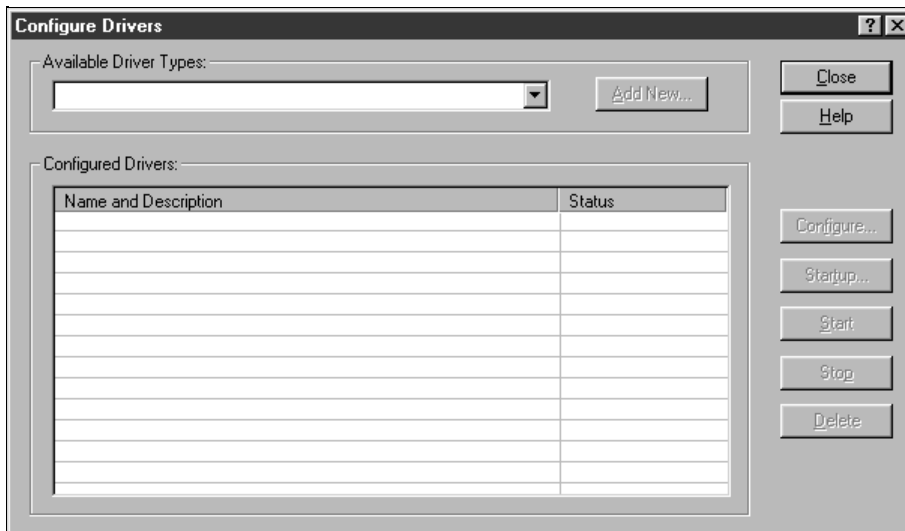 Configure Drivers
Available Driver Types:
Add New...
Close
Help
Configured Drivers:
Name and Description Status
Configure...
Startup...
Start
Stop
Delete